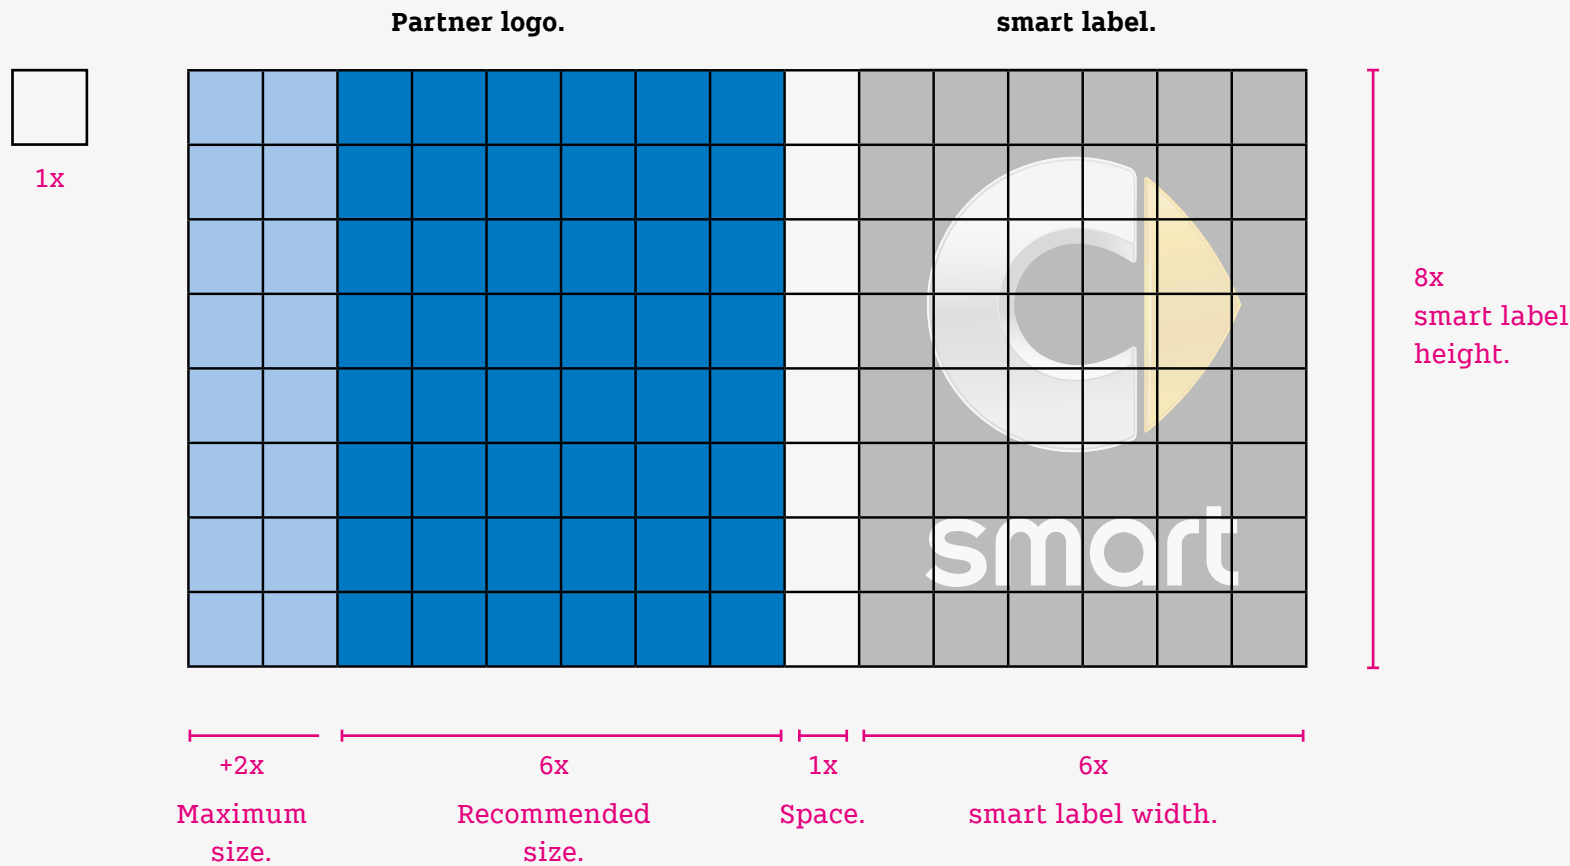 Partner logo.
smart label.
1x
smart
8x
smart label
height.
+2x
6x
1x
6x
Maximum
size.
Recommended
size.
Space.
smart label width.